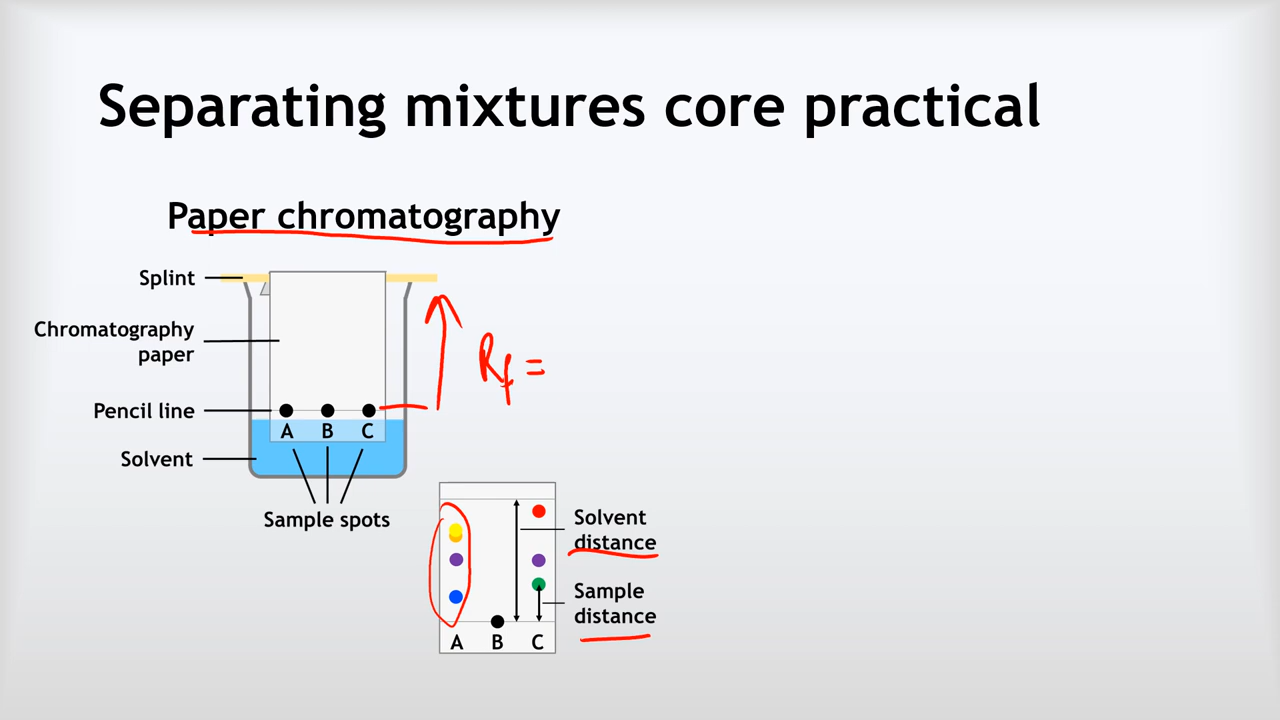 Separating mixtures core practical
Paper chromatography
Splint
Chromatography
paper
Pencil line
Solvent
A B C
Sample spots
Rf =
Solvent
distance
Sample
distance
A B C